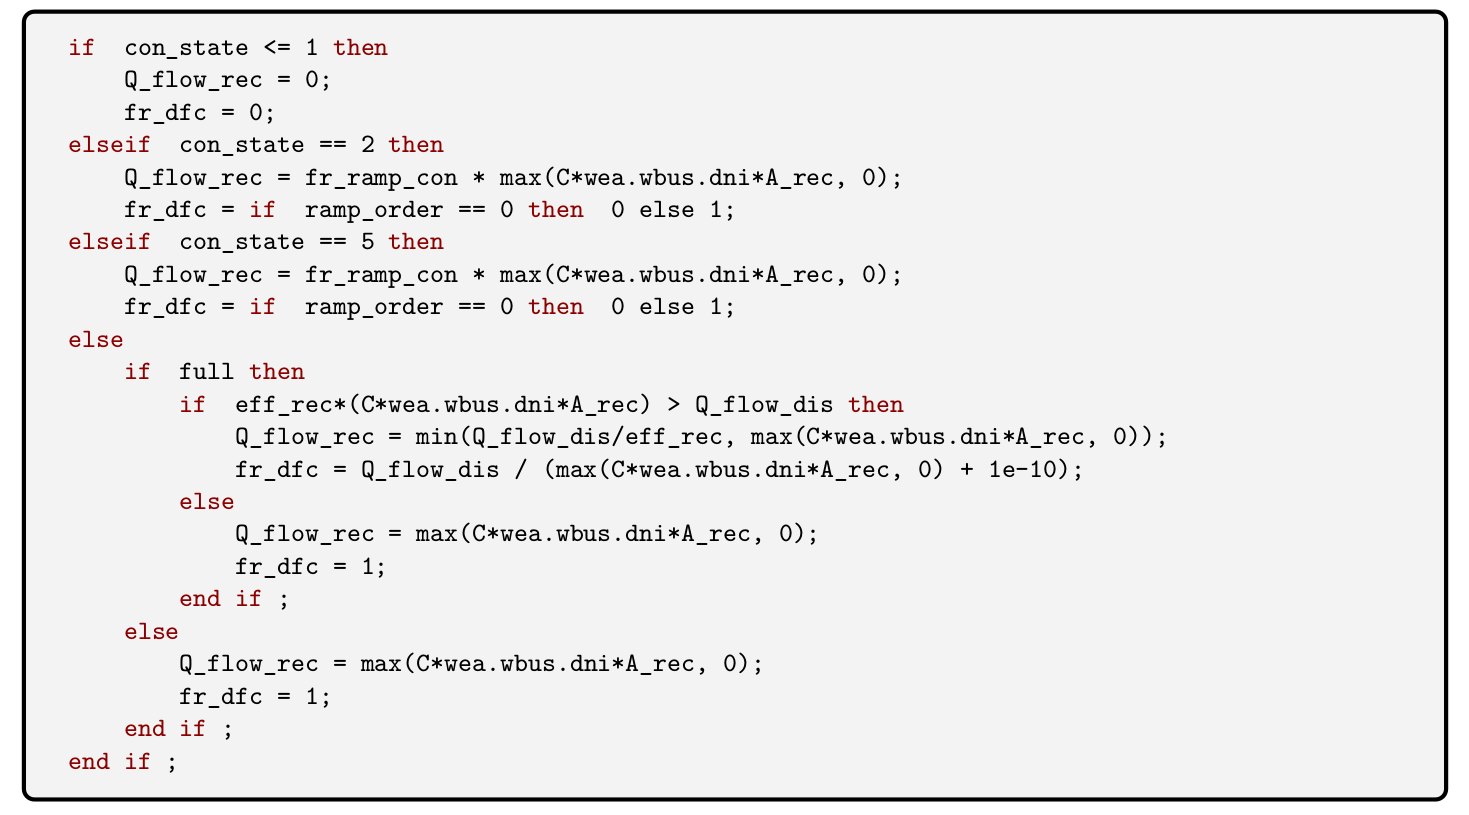 if con_state <= 1 then
Q_flow_rec = 0;
fr_dfc = 0;
elseif con_state == 2 then
Q_flow_rec = fr_ramp_con * max(C*wea.wbus.dni*A_rec, 0);
fr_dfc = if ramp_order == 0 then 0 else 1;
elseif con_state == 5 then
Q_flow_rec = fr_ramp_con * max(C*wea.wbus.dni*A_rec, 0);
fr_dfc = if ramp_order == 0 then 0 else 1;
else
if full then
if eff_rec*(C*wea.wbus.dni*A_rec) > Q_flow_dis then
Q_flow_rec = min(Q_flow_dis/eff_rec, max(C*wea.wbus.dni*A_rec, 0));
fr_dfc = Q_flow_dis / (max(C*wea.wbus.dni*A_rec, 0) + 1e-10);
else
Q_flow_rec = max(C*wea.wbus.dni*A_rec, 0);
fr_dfc = 1;
end if ;
else
Q_flow_rec = max(C*wea.wbus.dni*A_rec, 0);
fr_dfc = 1;
end if ;
end if ;